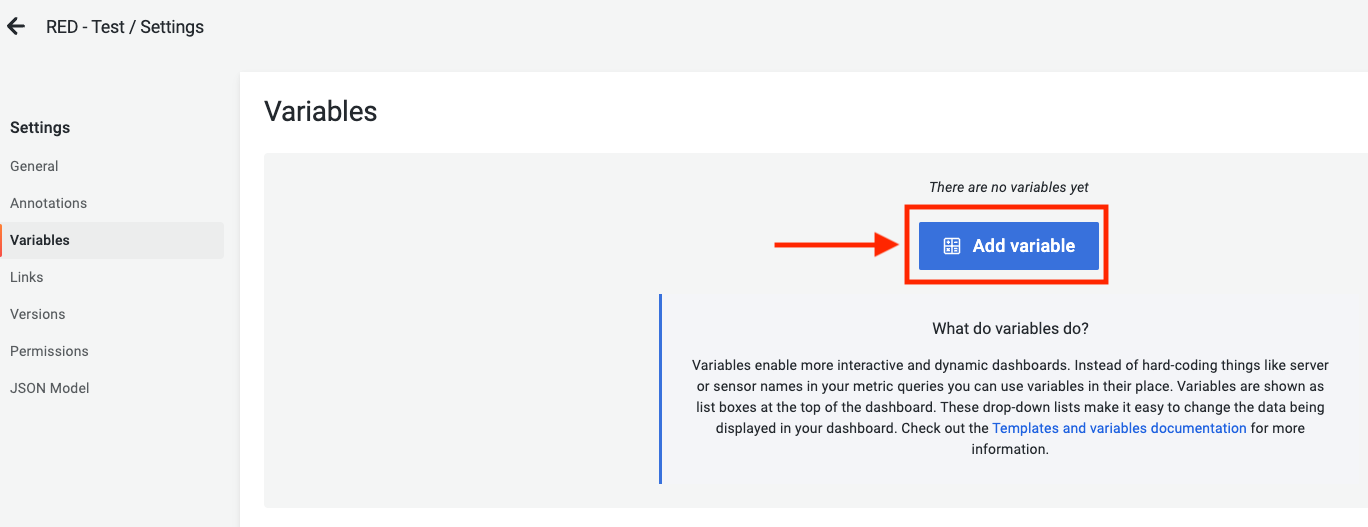 RED - Test / Settings
Settings
General
Annotations
Variables
Links
Versions
Permissions
JSON Model
Variables
There are no variables yet
Add variable
What do variables do?
Variables enable more interactive and dynamic dashboards. Instead of hard-coding things like server
or sensor names in your metric queries you can use variables in their place. Variables are shown as
list boxes at the top of the dashboard. These drop-down lists make it easy to change the data being
displayed in your dashboard. Check out the Templates and variables documentation for more
information.